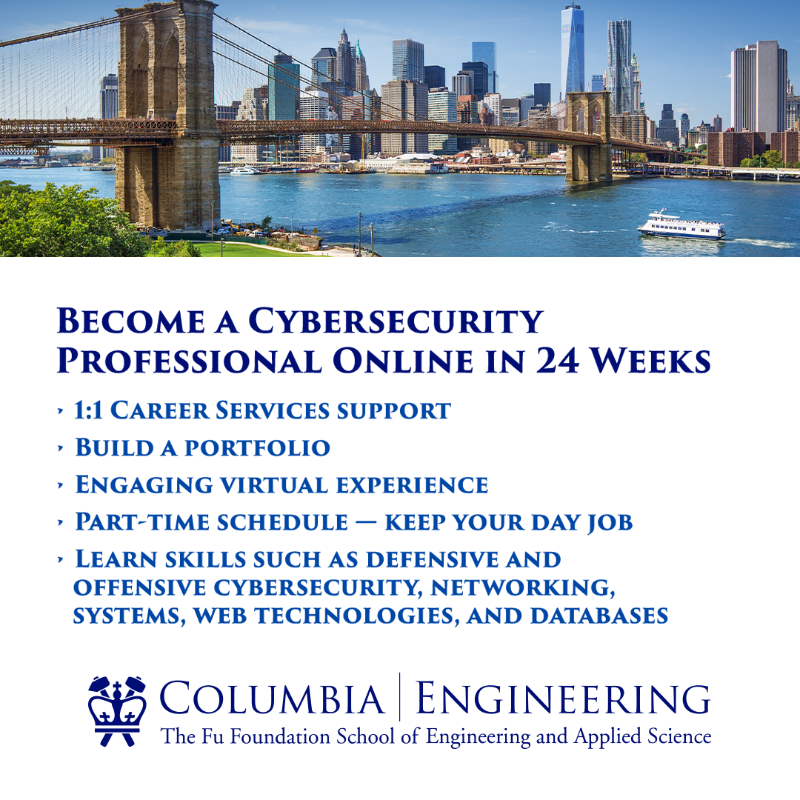 Become a Cybersecurity
Professional Online in 24 Weeks
1:1 Career Services support
Build a portfolio
Engaging virtual experience
Part-time schedule — keep your day job
Learn skills such as defensive and
offensive cybersecurity, networking,
systems, web technologies, and databases
Columbia | Engineering
The Fu Foundation School of Engineering and Applied Science